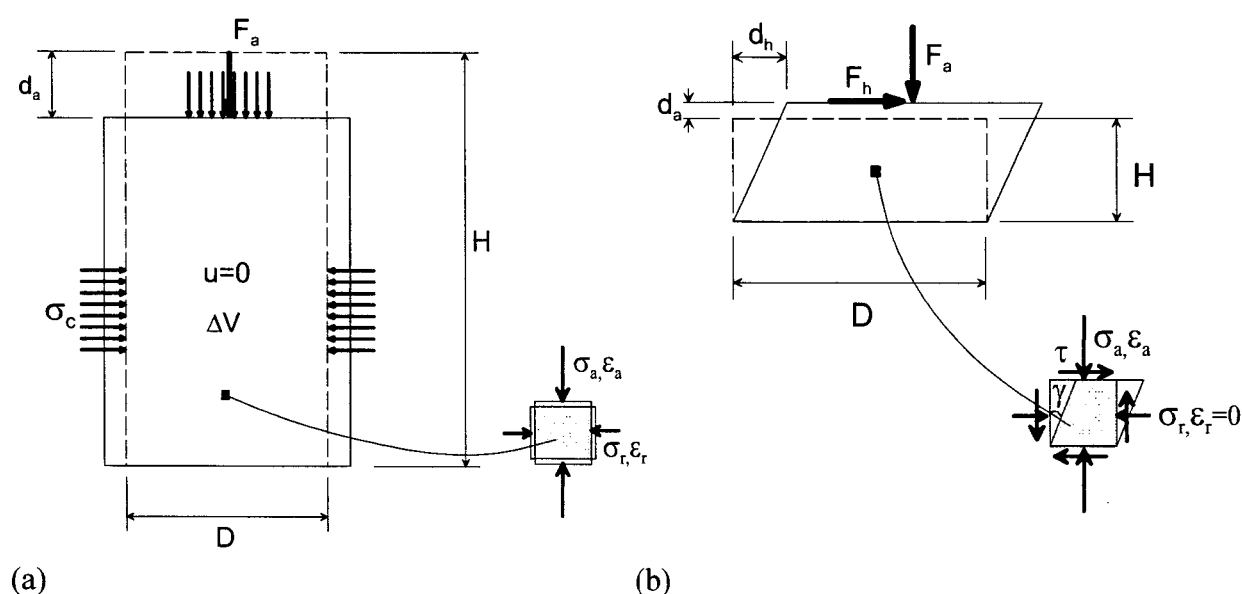 F_a
d_a
H
u=0
σ_c
ΔV
σ_a,ε_a
σ_r,ε_r
D
(a)
d_h
F_a
F_h
d_a
H
D
τ
σ_a,ε_a
γ
σ_r,ε_r=0
(b)